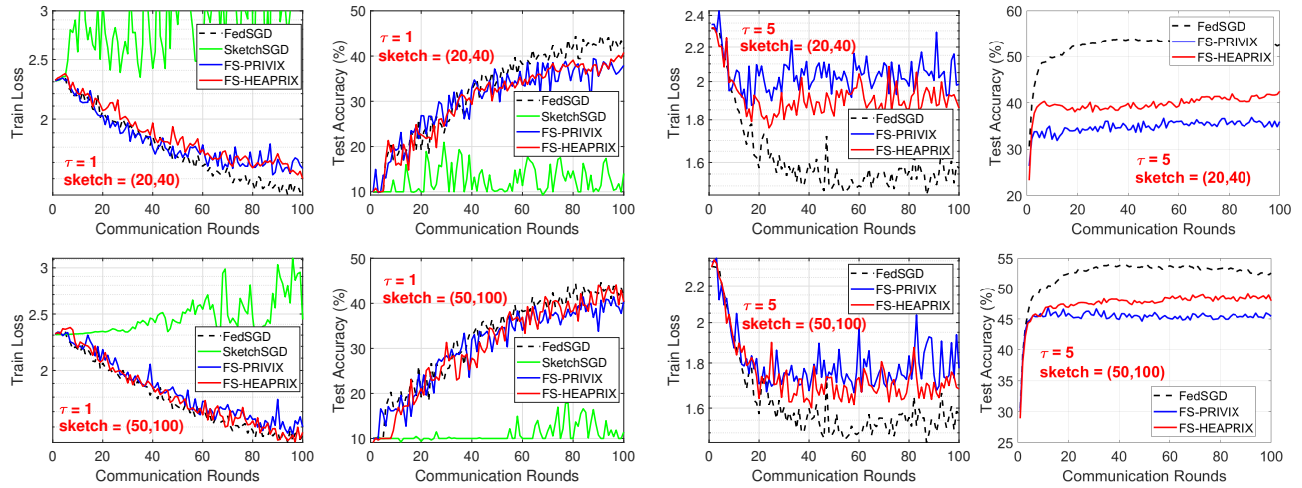 3
2
Train Loss
FedSGD
SketchSGD
FS-PRIVIX
FS-HEAPRIX
τ = 1
sketch = (20,40)
0 20 40 60 80 100
Communication Rounds
50
40
30
20
10
Test Accuracy (%)
τ = 1
sketch = (20,40)
FedSGD
SketchSGD
FS-PRIVIX
FS-HEAPRIX
0 20 40 60 80 100
Communication Rounds
2.4
2.2
2
1.8
1.6
Train Loss
τ = 5
sketch = (20,40)
FedSGD
FS-PRIVIX
FS-HEAPRIX
0 20 40 60 80 100
Communication Rounds
60
50
40
30
20
Test Accuracy (%)
FedSGD
FS-PRIVIX
FS-HEAPRIX
τ = 5
sketch = (20,40)
0 20 40 60 80 100
Communication Rounds
3
2.5
2
Train Loss
FedSGD
SketchSGD
FS-PRIVIX
FS-HEAPRIX
τ = 1
sketch = (50,100)
0 20 40 60 80 100
Communication Rounds
50
40
30
20
10
Test Accuracy (%)
τ = 1
sketch = (50,100)
FedSGD
SketchSGD
FS-PRIVIX
FS-HEAPRIX
0 20 40 60 80 100
Communication Rounds
2.2
2
1.8
1.6
Train Loss
FedSGD
FS-PRIVIX
FS-HEAPRIX
τ = 5
sketch = (50,100)
0 20 40 60 80 100
Communication Rounds
55
50
45
40
35
30
25
Test Accuracy (%)
τ = 5
sketch = (50,100)
FedSGD
FS-PRIVIX
FS-HEAPRIX
0 20 40 60 80 100
Communication Rounds